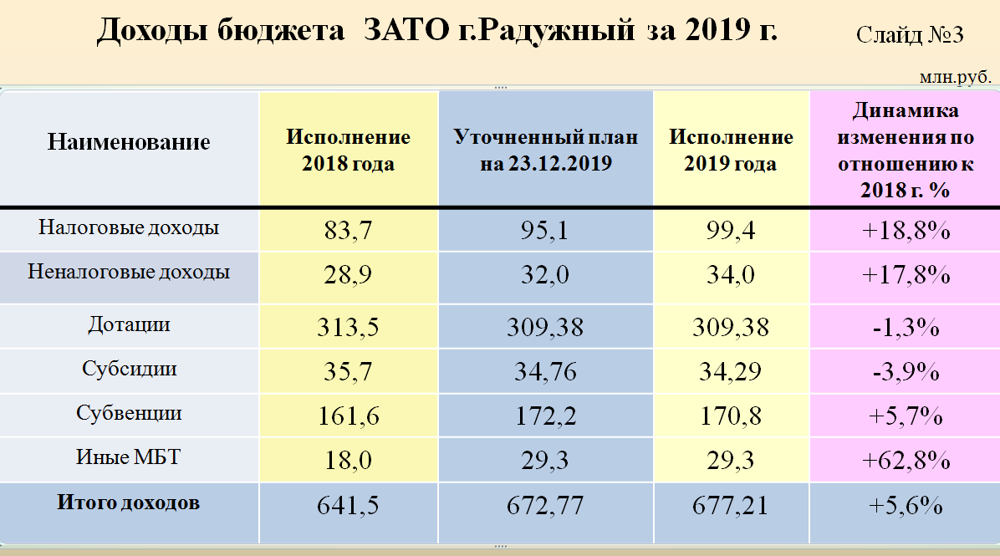 Доходы бюджета ЗАТО г.Радужный за 2019 г.
Слайд №3
млн.руб.
Наименование
Исполнение
2018 года
Уточненный план
на 23.12.2019
Исполнение
2019 года
Динамика
изменения по
отношению к
2018 г. %
Налоговые доходы 83,7 95,1 99,4 +18,8%
Неналоговые доходы 28,9 32,0 34,0 +17,8%
Дотации 313,5 309,38 309,38 -1,3%
Субсидии 35,7 34,76 34,29 -3,9%
Субвенции 161,6 172,2 170,8 +5,7%
Иные МБТ 18,0 29,3 29,3 +62,8%
Итого доходов 641,5 672,77 677,21 +5,6%